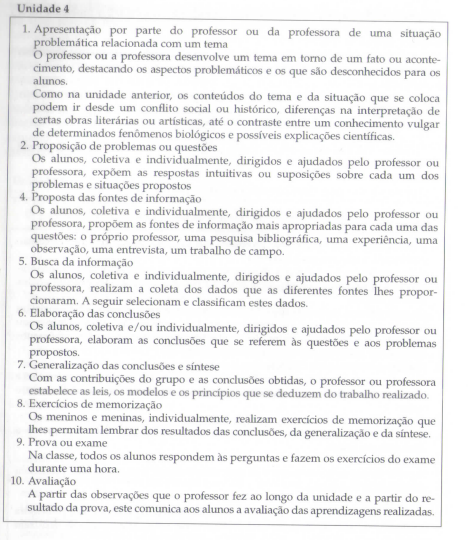 Unidade 4
1. Apresentação por parte do professor ou da professora de uma situação
problemática relacionada com um tema
O professor ou a professora desenvolve um tema em torno de um fato ou aconte-
cimento, destacando os aspectos problemáticos e os que são desconhecidos para os
alunos.
Como na unidade anterior, os conteúdos do tema e da situação que se coloca
podem ir desde um conflito social ou histórico, diferenças na interpretação de
certas obras literárias ou artísticas, até o contraste entre um conhecimento vulgar
de determinados fenômenos biológicos e possíveis explicações científicas.
2. Proposição de problemas ou questões
Os alunos, coletiva e individualmente, dirigidos e ajudados pelo professor ou
professora, expõem as respostas intuitivas ou suposições sobre cada um dos
problemas e situações propostos
4. Proposta das fontes de informação
Os alunos, coletiva e individualmente, dirigidos e ajudados pelo professor ou
professora, propõem as fontes de informação mais apropriadas para cada uma das
questões: o próprio professor, uma pesquisa bibliográfica, uma experiência, uma
observação, uma entrevista, um trabalho de campo.
5. Busca da informação
Os alunos, coletiva e individualmente, dirigidos e ajudados pelo professor ou
professora, realizam a coleta dos dados que as diferentes fontes lhes propor-
cionaram. A seguir selecionam e classificam estes dados.
6. Elaboração das conclusões
Os alunos, coletiva e/ou individualmente, dirigidos e ajudados pelo professor ou
professora, elaboram as conclusões que se referem às questões e aos problemas
propostos.
7. Generalização das conclusões e síntese
Com as contribuições do grupo e as conclusões obtidas, o professor ou professora
estabelece as leis, os modelos e os princípios que se deduzem do trabalho realizado.
8. Exercícios de memorização
Os meninos e meninas, individualmente, realizam exercícios de memorização que
lhes permitam lembrar dos resultados das conclusões, da generalização e da síntese.
9. Prova ou exame
Na classe, todos os alunos respondem às perguntas e fazem os exercícios do exame
durante uma hora.
10. Avaliação
A partir das observações que o professor fez ao longo da unidade e a partir do re-
sultado da prova, este comunica aos alunos a avaliação das aprendizagens realizadas.